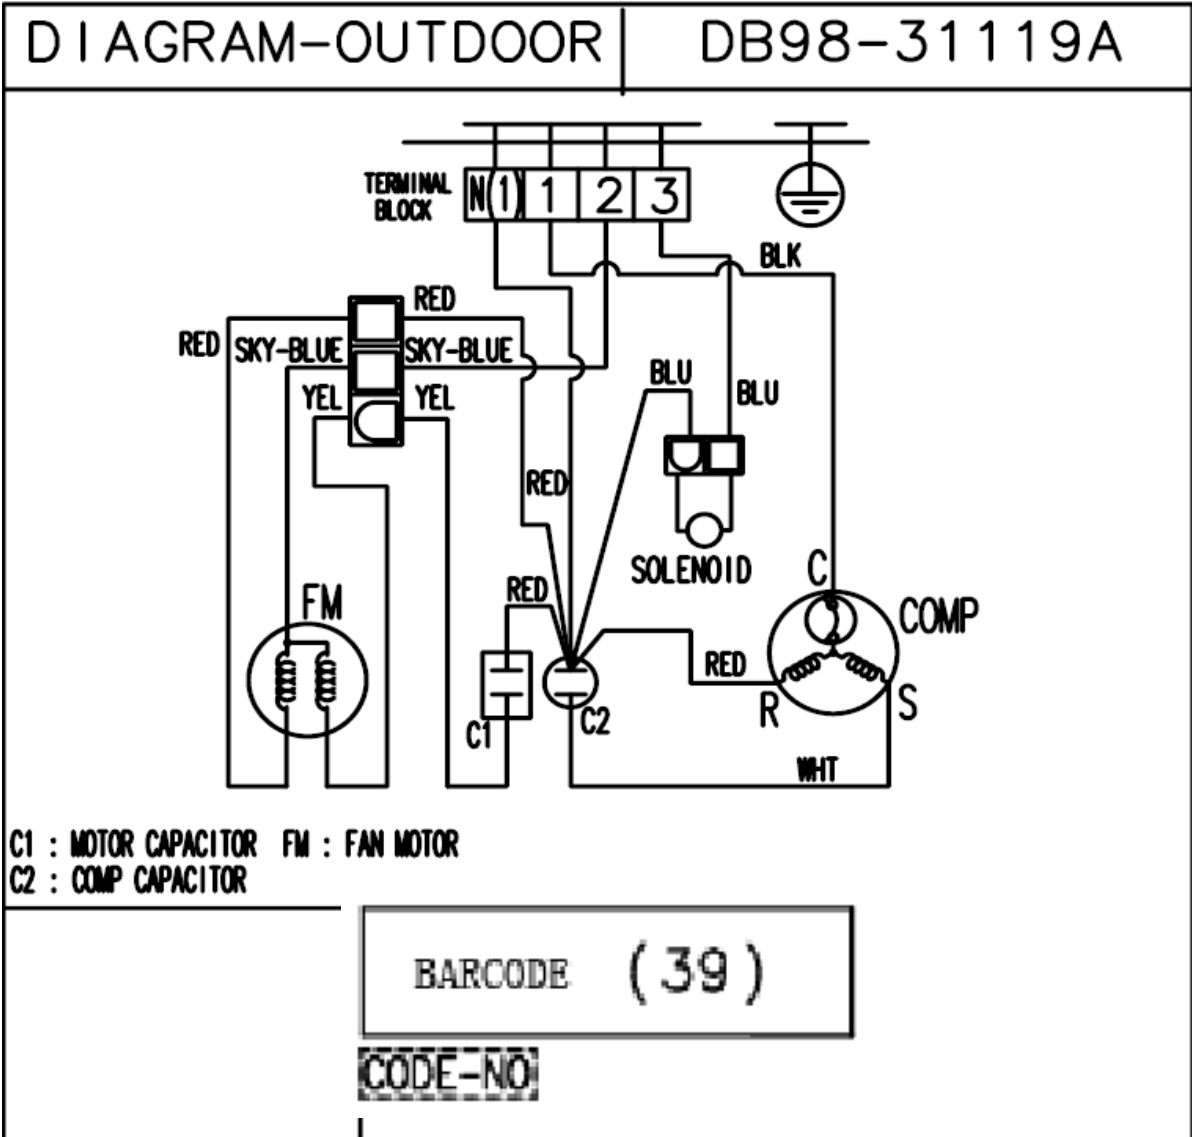 DIAGRAM-OUTDOOR
DB98-31119A
TERMINAL
BLOCK
N(1) 1 2 3
BLK
RED
RED
SKY-BLUE
SKY-BLUE
YEL
YEL
BLU
BLU
RED
SOLENOID
RED
FM
C
COMP
RED
R
S
C1
C2
WHT
C1 : MOTOR CAPACITOR FM : FAN MOTOR
C2 : COMP CAPACITOR
BARCODE (39)
CODE-NO